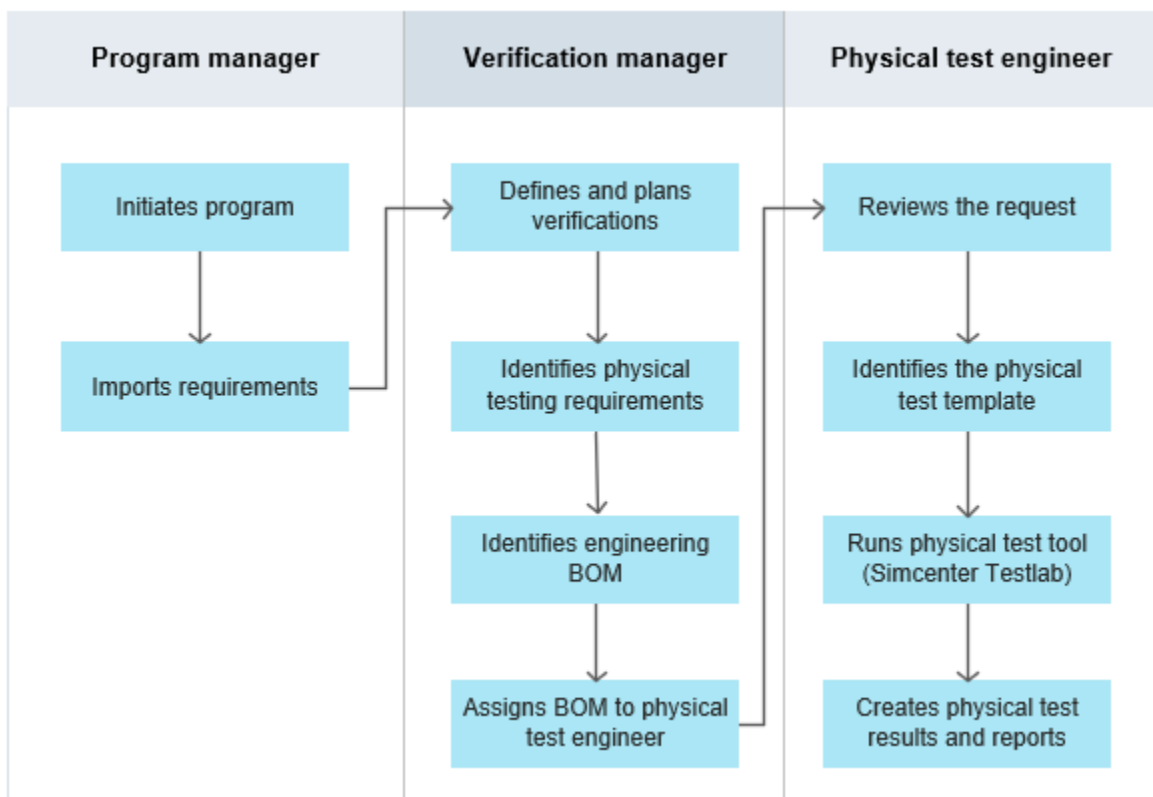 Program manager
Verification manager
Physical test engineer
Initiates program
Imports requirements
Defines and plans
verifications
Identifies physical
testing requirements
Identifies engineering
BOM
Assigns BOM to physical
test engineer
Reviews the request
Identifies the physical
test template
Runs physical test tool
(Simcenter Testlab)
Creates physical test
results and reports